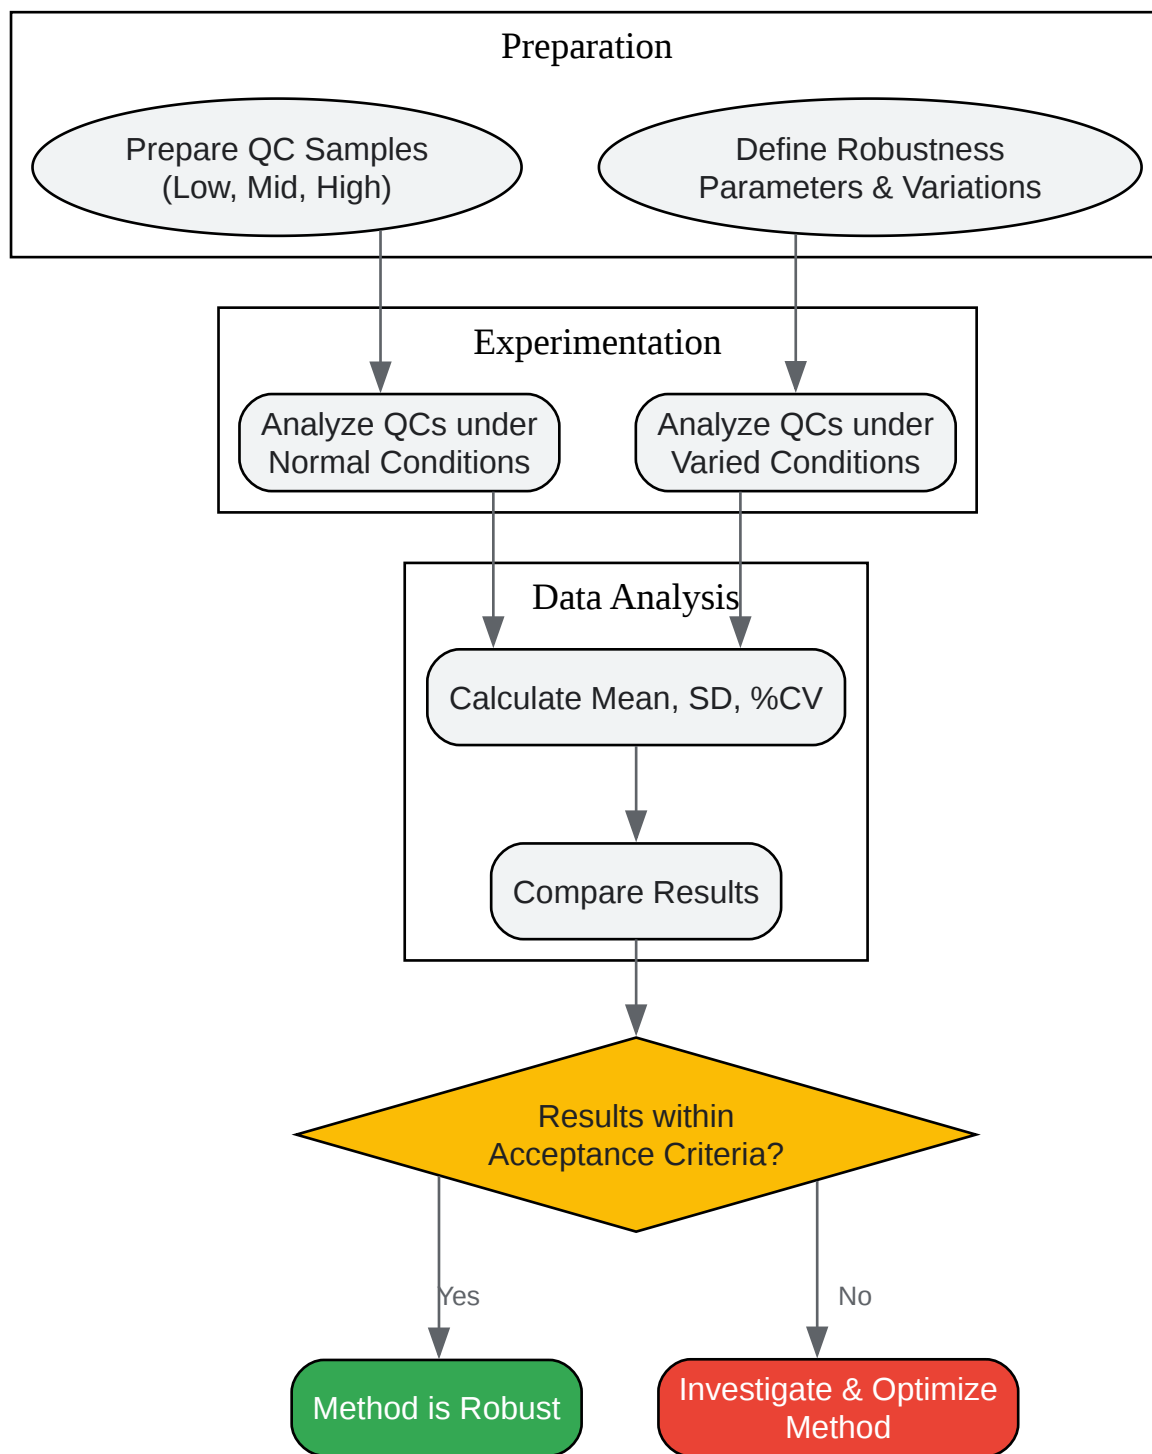 Preparation
Prepare QC Samples
(Low, Mid, High)
Define Robustness
Parameters & Variations
Experimentation
Analyze QCs under
Normal Conditions
Analyze QCs under
Varied Conditions
Data Analysis
Calculate Mean, SD, %CV
Compare Results
Results within
Acceptance Criteria?
Yes
No
Method is Robust
Investigate & Optimize
Method